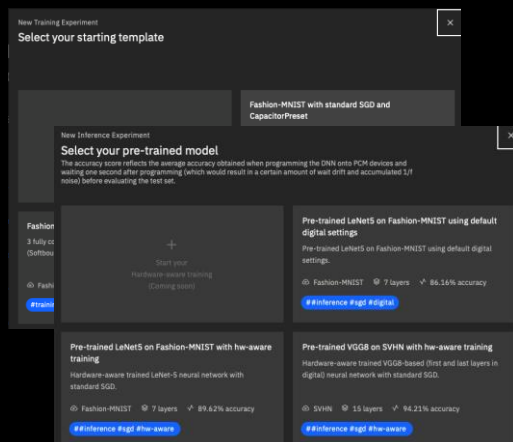 New Training Experiment
Select your starting template
Fashion-MNIST with standard SGD and
CapacitorPreset
Fashion
3 fully co
(Softbou
Fashi
#trainin
New Inference Experiment
Select your pre-trained model
The accuracy score reflects the average accuracy obtained when programming the DNN onto PCM devices and
waiting one second after programming (which would result in a certain amount of wait drift and accumulated 1/f
noise) before evaluating the test set.
Start your
Hardware-aware training
(Coming soon)
Pre-trained LeNet5 on Fashion-MNIST using default
digital settings
Pre-trained LeNet5 on Fashion-MNIST using default digital
settings.
Fashion-MNIST 7 layers 86.16% accuracy
##inference #sgd #digital
Pre-trained LeNet5 on Fashion-MNIST with hw-aware
training
Hardware-aware trained LeNet-5 neural network with
standard SGD.
Fashion-MNIST 7 layers 89.62% accuracy
##inference #sgd #hw-aware
Pre-trained VGG8 on SVHN with hw-aware training
Hardware-aware trained VGG8-based (first and last layers in
digital) neural network with standard SGD.
SVHN 15 layers 94.21% accuracy
##inference #sgd #hw-aware